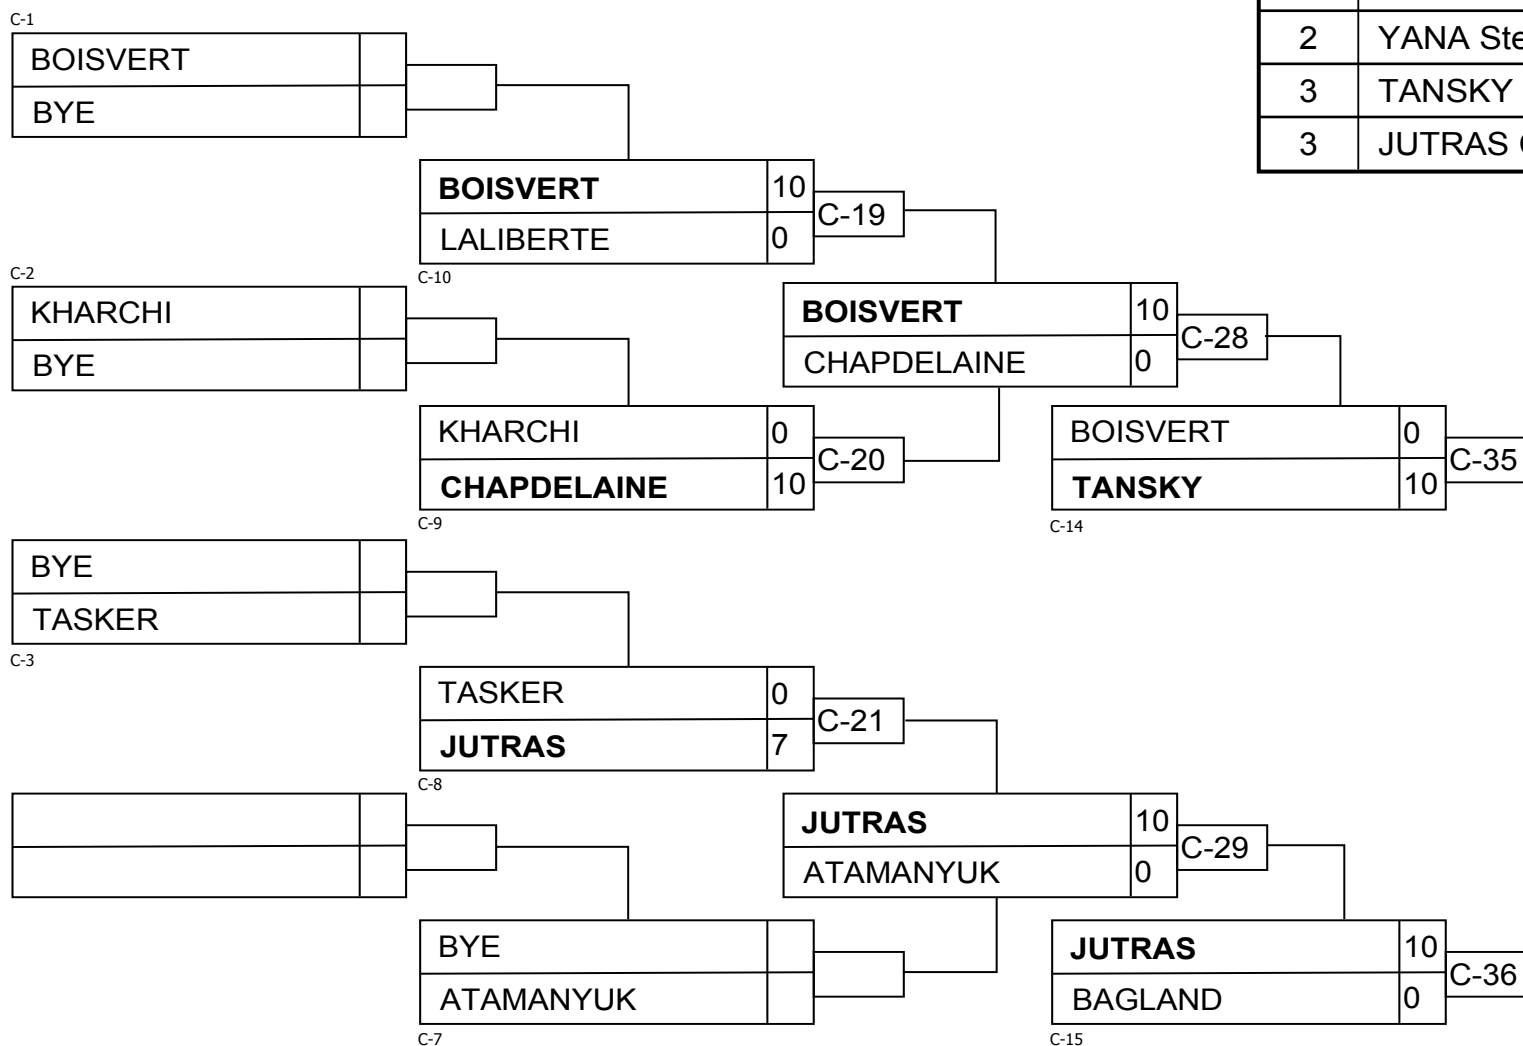 C-1
BOISVERT
BYE
2 YANA Ste
3 TANSKY
3 JUTRAS
BOISVERT 10
LALIBERTE 0
C-19
C-10
C-2
KHARCHI
BYE
BOISVERT 10
CHAPDELAINE 0
C-28
KHARCHI 0
CHAPDELAINE 10
C-20
C-9
BOISVERT 0
TANSKY 10
C-35
C-14
BYE
TASKER
C-3
TASKER 0
JUTRAS 7
C-21
C-8
JUTRAS 10
ATAMANYUK 0
C-29
BYE
ATAMANYUK
C-7
JUTRAS 10
BAGLAND 0
C-36
C-15